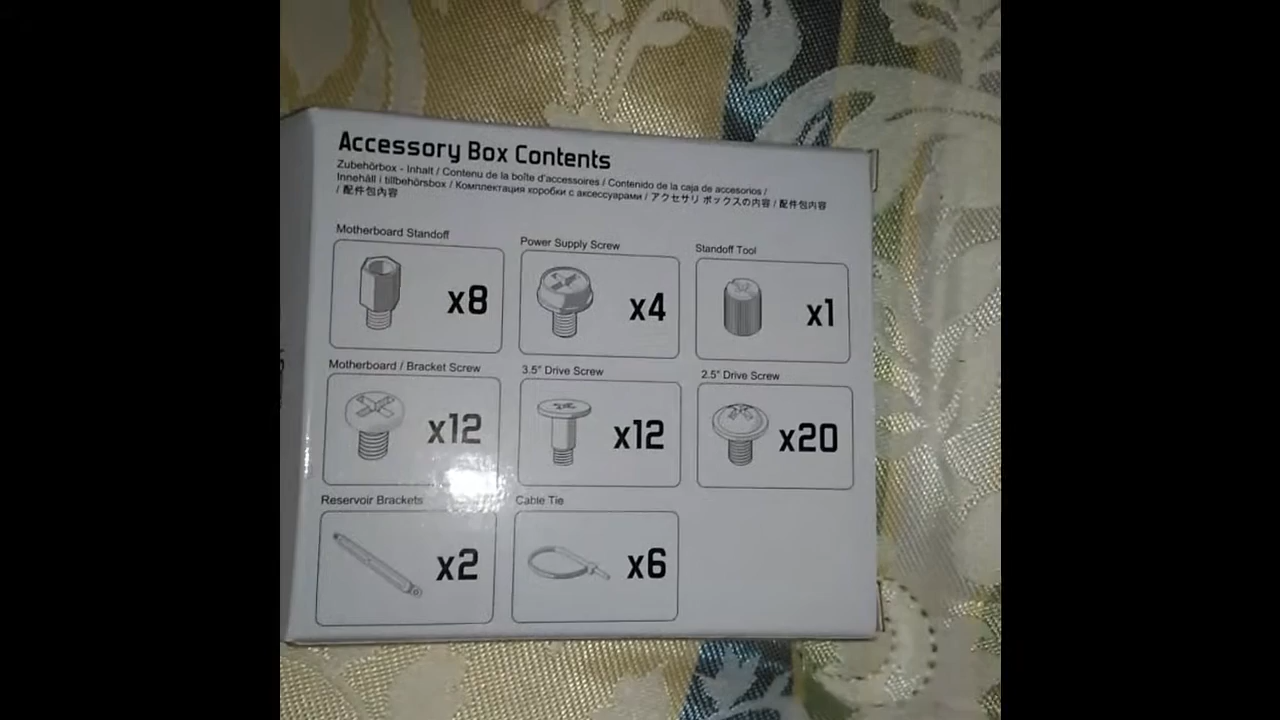 Accessory Box Contents
Zubehörbox - Inhalt / Contenu de la boîte d'accessoires / Contenido de la caja de accesorios /
Innehåll i tillbehörsbox / Комплектация коробки с аксессуарами / アクセサリ ボックスの内容 / 配件包内容
/ 配件包內容
Motherboard Standoff
Power Supply Screw
Standoff Tool
x8
x4
x1
Motherboard / Bracket Screw
3.5" Drive Screw
2.5" Drive Screw
x12
x12
x20
Reservoir Brackets
Cable Tie
x2
x6